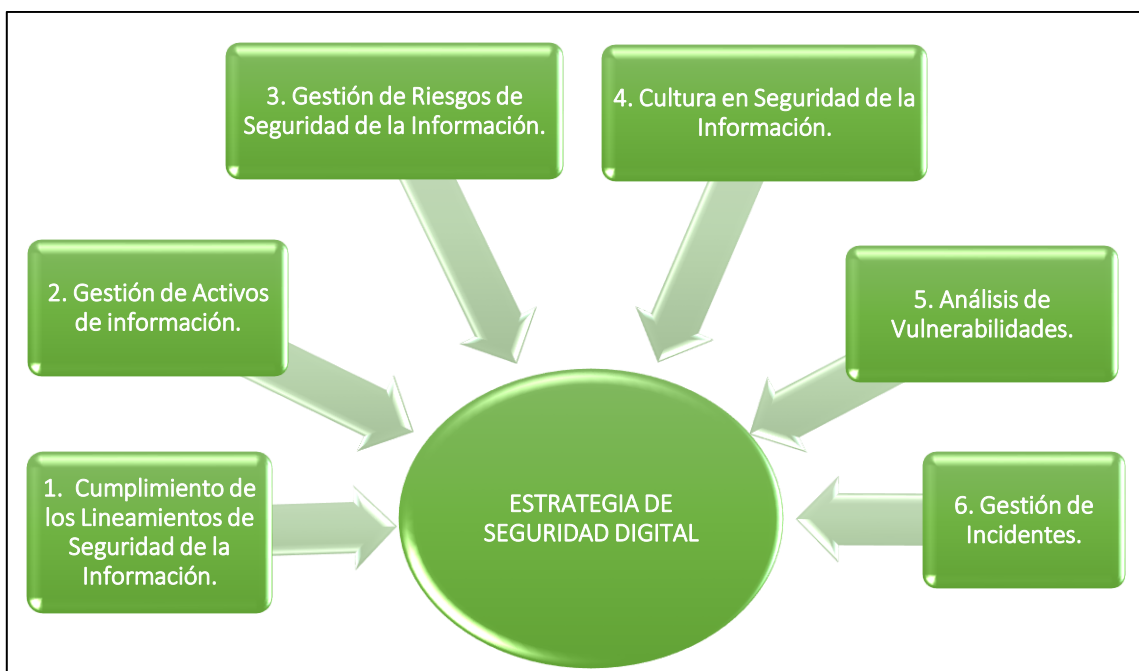 1. Cumplimiento de
los Lineamientos de
Seguridad de la
Información.
2. Gestión de Activos
de información.
3. Gestión de Riesgos de
Seguridad de la Información.
4. Cultura en Seguridad de la
Información.
5. Análisis de
Vulnerabilidades.
6. Gestión de
Incidentes.
ESTRATEGIA DE
SEGURIDAD DIGITAL